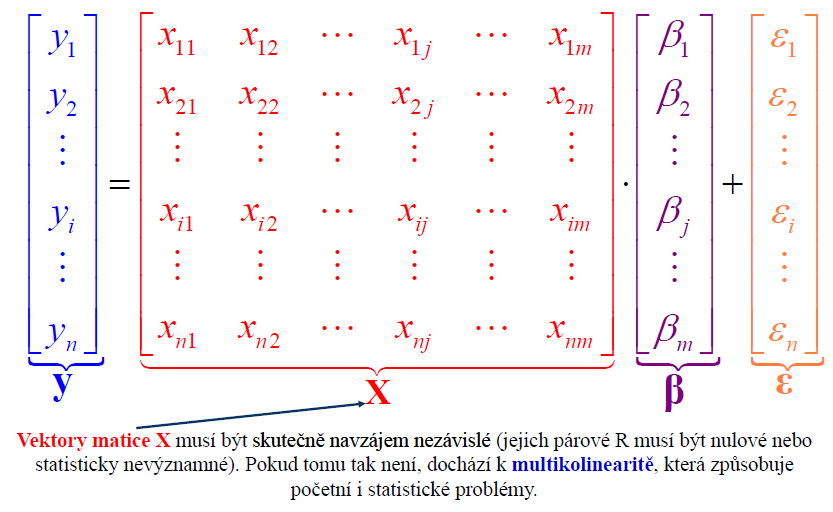 y₁ x₁₁ x₁₂ ⋯ x₁ⱼ ⋯ x₁ₘ β₁ ε₁
y₂ x₂₁ x₂₂ ⋯ x₂ⱼ ⋯ x₂ₘ β₂ ε₂
⋮ ⋮ ⋮ ⋮ ⋮ ⋮ ⋮ ⋮ ⋮
= · +
yᵢ xᵢ₁ xᵢ₂ ⋯ xᵢⱼ ⋯ xᵢₘ βⱼ εᵢ
⋮ ⋮ ⋮ ⋮ ⋮ ⋮ ⋮ ⋮ ⋮
yₙ xₙ₁ xₙ₂ ⋯ xₙⱼ ⋯ xₙₘ βₘ εₙ
y X β ε
Vektory matice X musí být skutečně navzájem nezávislé (jejich párové R musí být nulové nebo
statisticky nevýznamné). Pokud tomu tak není, dochází k multikolinearitě, která způsobuje
početní i statistické problémy.